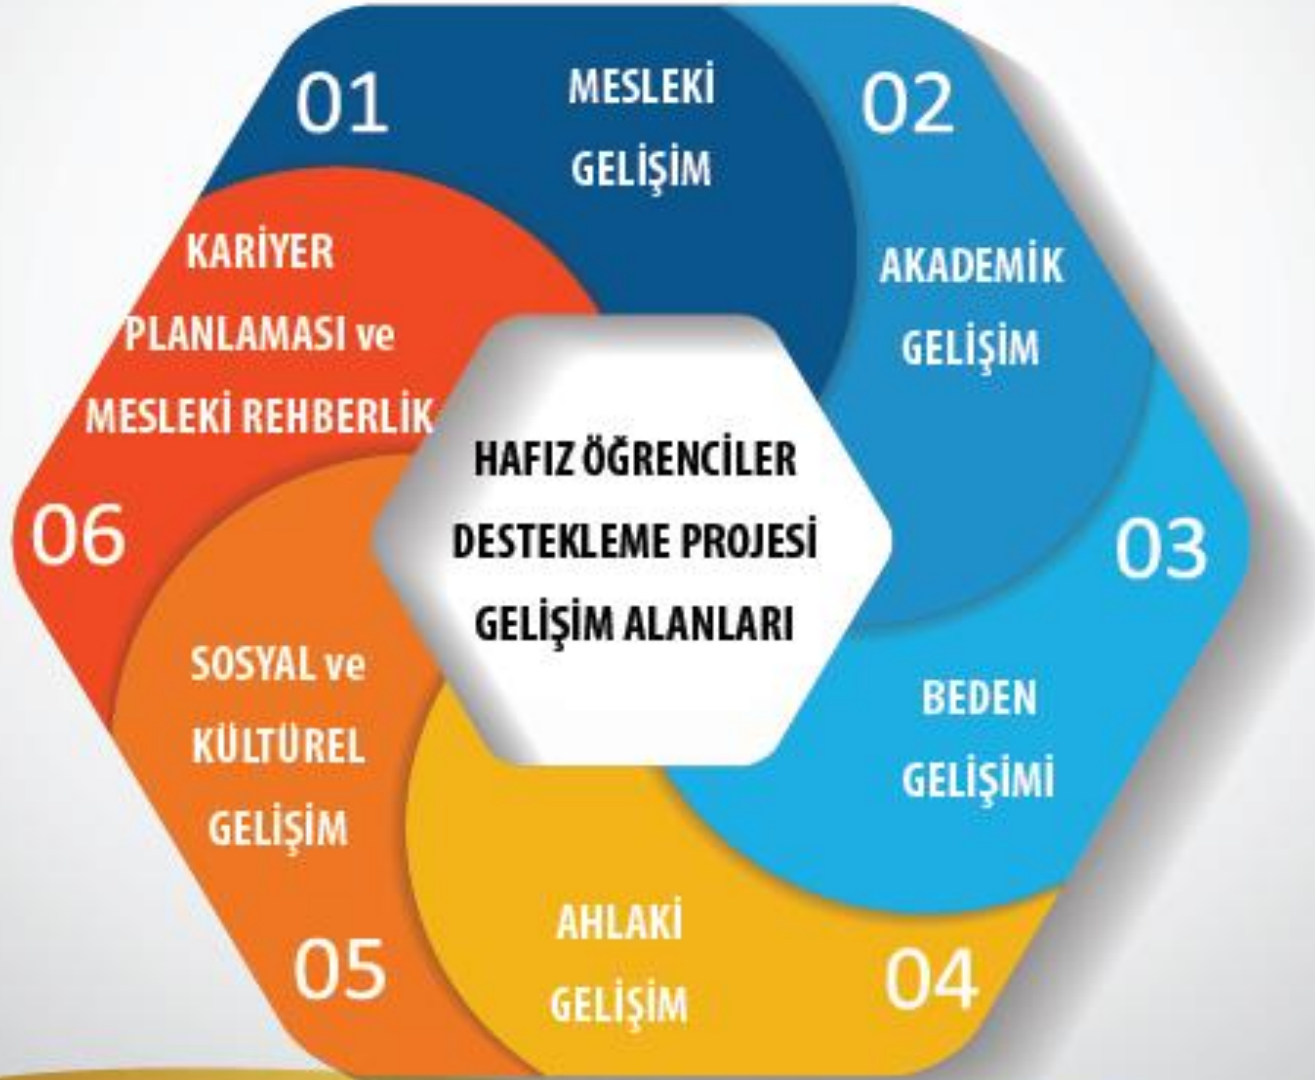 01
MESLEKİ
GELİŞİM
02
AKADEMİK
GELİŞİM
03
BEDEN
GELİŞİMİ
04
AHLAKİ
GELİŞİM
05
SOSYAL ve
KÜLTÜREL
GELİŞİM
06
KARİYER
PLANLAMASI ve
MESLEKİ REHBERLİK
HAFIZ ÖĞRENCİLER
DESTEKLEME PROJESİ
GELİŞİM ALANLARI